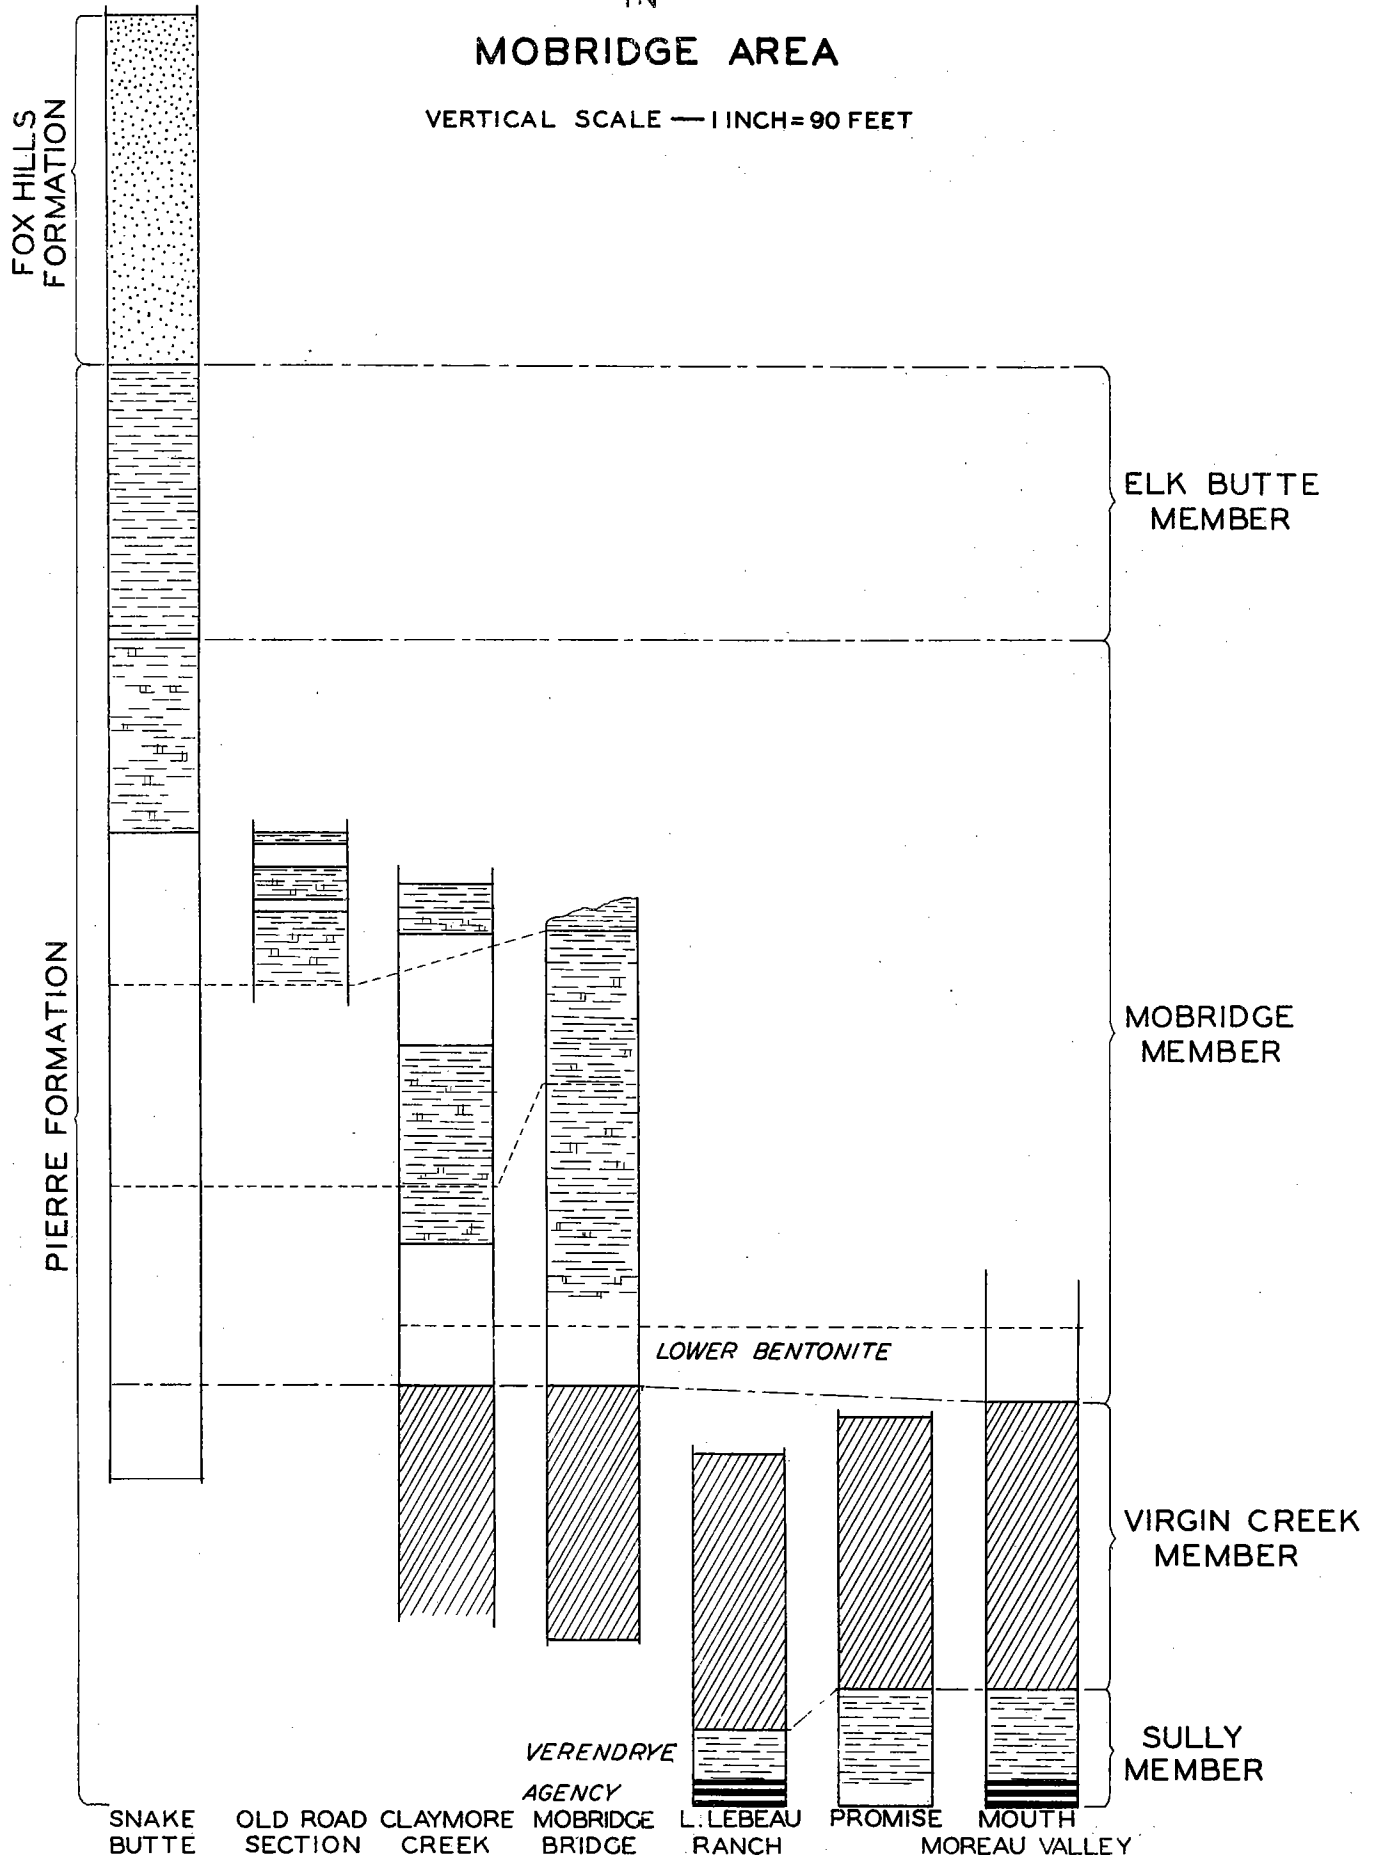 IN
MOBRIDGE AREA
VERTICAL SCALE — 1 INCH = 90 FEET
FOX HILLS
FORMATION
ELK BUTTE
MEMBER
PIERRE FORMATION
MOBRIDGE
MEMBER
LOWER BENTONITE
VIRGIN CREEK
MEMBER
SULLY
MEMBER
VERENDRYE
AGENCY
SNAKE
BUTTE
OLD ROAD
SECTION
CLAYMORE
CREEK
MOBRIDGE
BRIDGE
L. LEBEAU
RANCH
PROMISE
MOUTH
MOREAU VALLEY